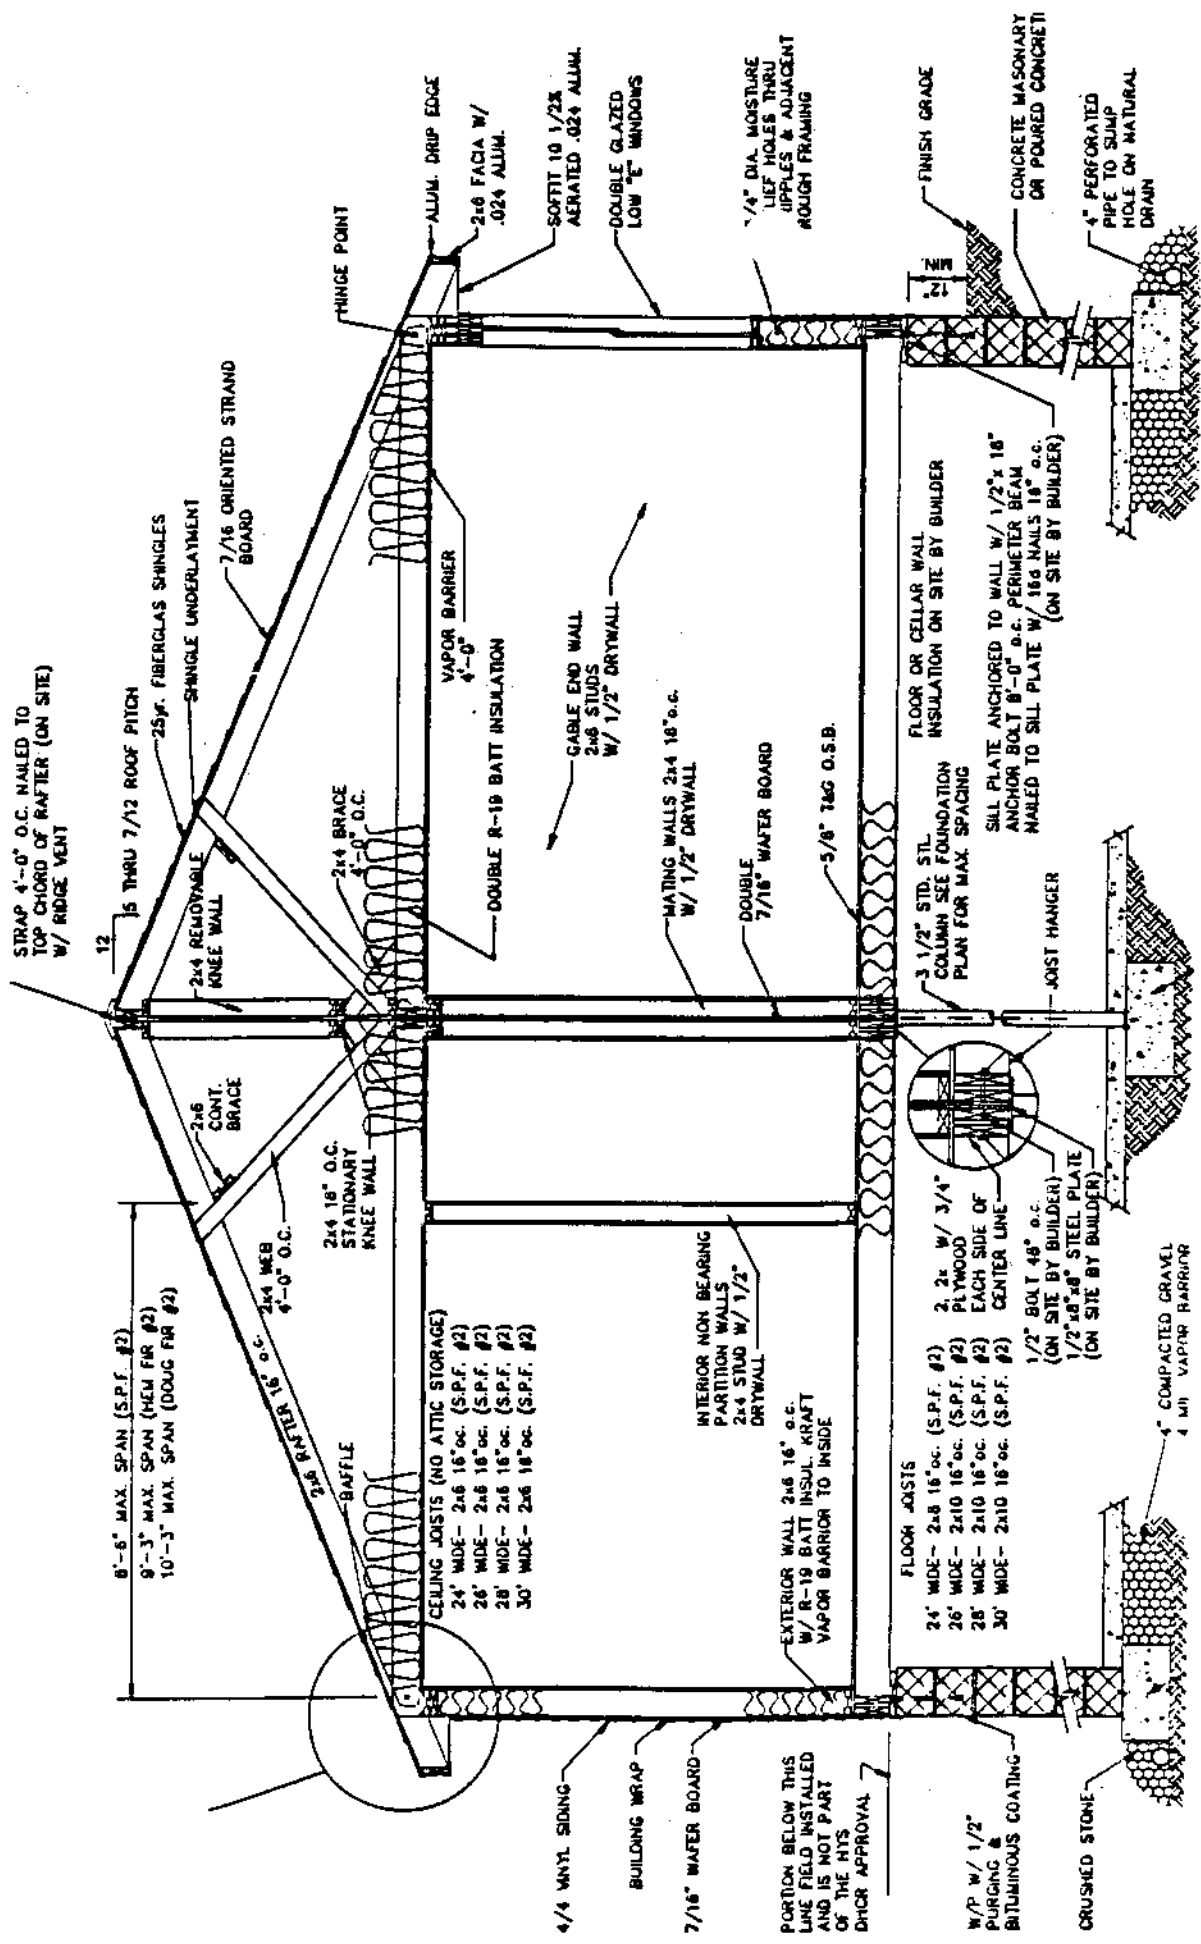 STRAP 4'-0" O.C. NAILED TO
TOP CHORD OF RAFTER (ON SITE)
W/ RIDGE VENT
12
5 THRU 7/12 ROOF PITCH
25yr. FIBERGLAS SHINGLES
SHINGLE UNDERLAYMENT
7/16 ORIENTED STRAND
BOARD
HINGE POINT
ALUM. DRIP EDGE
2x6 FACIA W/
.024 ALUM.
SOFFIT 10 1/2X
AERATED .024 ALUM.
DOUBLE GLAZED
LOW "E" WINDOWS
1/4" DIA. MOISTURE
LIEF HOLES THRU
IPPLES & ADJACENT
ROUGH FRAMING
FINISH GRADE
12"
MIN.
CONCRETE MASONARY
OR POURED CONCRETE
4" PERFORATED
PIPE TO SUMP
HOLE ON NATURAL
DRAIN
8'-6" MAX. SPAN (S.P.F. #2)
9'-3" MAX. SPAN (HEM FIR #2)
10'-3" MAX. SPAN (DOUG FIR #2)
2x6 RAFTER 16" o.c.
2x4 WEB
4'-0" O.C.
2x6
CONT.
BRACE
2x4 REMOVABLE
KNEE WALL
2x4 16" O.C.
STATIONARY
KNEE WALL
2x4 BRACE
4'-0" O.C.
BAFFLE
VAPOR BARRIER
4'-0"
DOUBLE R-19 BATT INSULATION
CEILING JOISTS (NO ATTIC STORAGE)
24' WIDE- 2x6 16"oc. (S.P.F. #2)
26' WIDE- 2x6 16"oc. (S.P.F. #2)
28' WIDE- 2x6 16"oc. (S.P.F. #2)
30' WIDE- 2x6 16"oc. (S.P.F. #2)
GABLE END WALL
2x6 STUDS
W/ 1/2" DRYWALL
MATING WALLS 2x4 16"o.c.
W/ 1/2" DRYWALL
DOUBLE
7/16" WAFER BOARD
5/8" T&G O.S.B.
INTERIOR NON BEARING
PARTITION WALLS
2x4 STUD W/ 1/2"
DRYWALL
EXTERIOR WALL 2x6 16" o.c.
W/ R-19 BATT INSUL. KRAFT
VAPOR BARRIOR TO INSIDE
4/4 VINYL SIDING
BUILDING WRAP
7/16" WAFER BOARD
PORTION BELOW THIS
LINE FIELD INSTALLED
AND IS NOT PART
OF THE NYS
DHCR APPROVAL
FLOOR JOISTS
24' WIDE- 2x8 16"oc. (S.P.F. #2)
26' WIDE- 2x10 16"oc. (S.P.F. #2)
28' WIDE- 2x10 16"oc. (S.P.F. #2)
30' WIDE- 2x10 16"oc. (S.P.F. #2)
2, 2x W/ 3/4"
PLYWOOD
EACH SIDE OF
CENTER LINE
1/2" BOLT 48" o.c.
(ON SITE BY BUILDER)
1/2"x8"x8" STEEL PLATE
(ON SITE BY BUILDER)
JOIST HANGER
3 1/2" STD. STL.
COLUMN SEE FOUNDATION
PLAN FOR MAX. SPACING
FLOOR OR CELLAR WALL
INSULATION ON SITE BY BUILDER
SILL PLATE ANCHORED TO WALL W/ 1/2"x 18"
ANCHOR BOLT 8'-0" o.c. PERIMETER BEAM
NAILED TO SILL PLATE W/ 16d NAILS 16" o.c.
(ON SITE BY BUILDER)
W/P W/ 1/2"
PURGING &
BITUMINOUS COATING
CRUSHED STONE
4" COMPACTED GRAVEL
4 MIL VAPOR BARRIOR